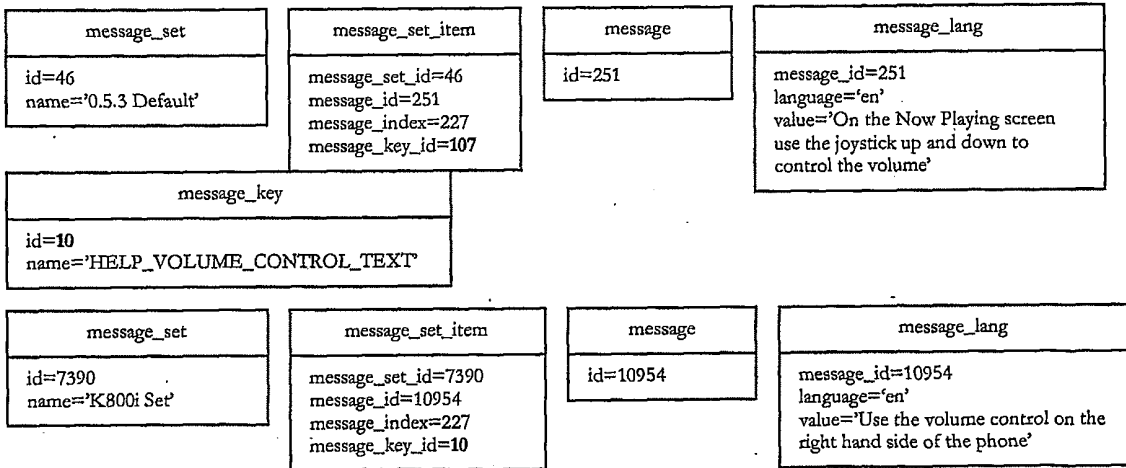 message_set
id=46
name='0.5.3 Default'
message_set_item
message_set_id=46
message_id=251
message_index=227
message_key_id=107
message
id=251
message_lang
message_id=251
language='en'
value='On the Now Playing screen
use the joystick up and down to
control the volume'
message_key
id=10
name='HELP_VOLUME_CONTROL_TEXT'
message_set
id=7390
name='K800i Set'
message_set_item
message_set_id=7390
message_id=10954
message_index=227
message_key_id=10
message
id=10954
message_lang
message_id=10954
language='en'
value='Use the volume control on the
right hand side of the phone'